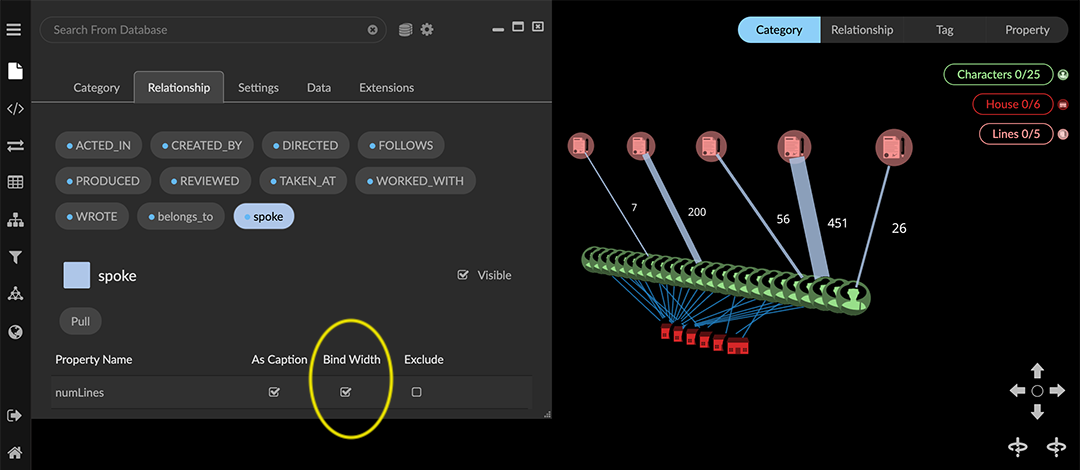 Search From Database
Category Relationship Settings Data Extensions
ACTED_IN CREATED_BY DIRECTED FOLLOWS
PRODUCED REVIEWED TAKEN_AT WORKED_WITH
WROTE belongs_to spoke
spoke Visible
Pull
Property Name As Caption Bind Width Exclude
numLines
Category Relationship Tag Property
Characters 0/25
House 0/6
Lines 0/5
7 200 56 451 26